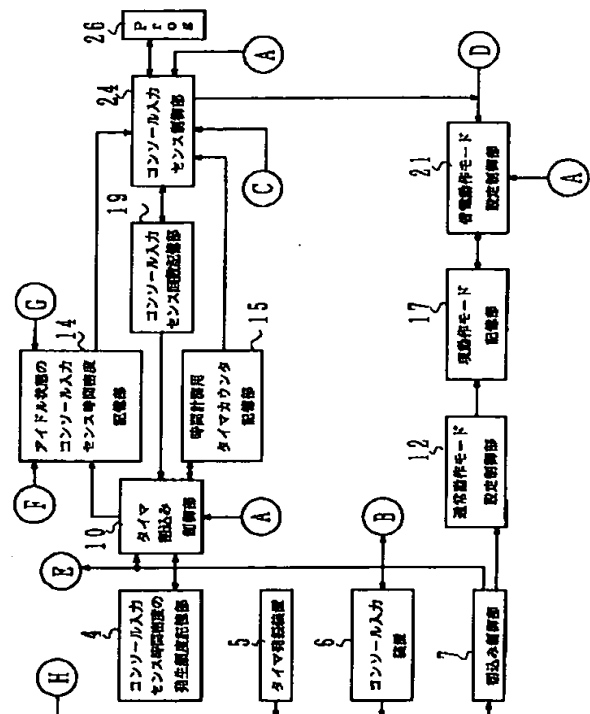 H
4
コンソール入力
センス時間密度の
発生頻度記憶部
5
タイマ発振装置
6
コンソール入力
装置
7
割込み制御部
E
10
タイマ
割込み
制御部
A
B
12
通常動作モード
設定制御部
F
G
14
アイドル状態の
コンソール入力
センス時間密度
記憶部
15
時間計数用
タイマカウンタ
記憶部
17
現動作モード
記憶部
19
コンソール入力
センス回数記憶部
C
24
コンソール入力
センス制御部
A
26
Prog
21
省電動作モード
設定制御部
D
A